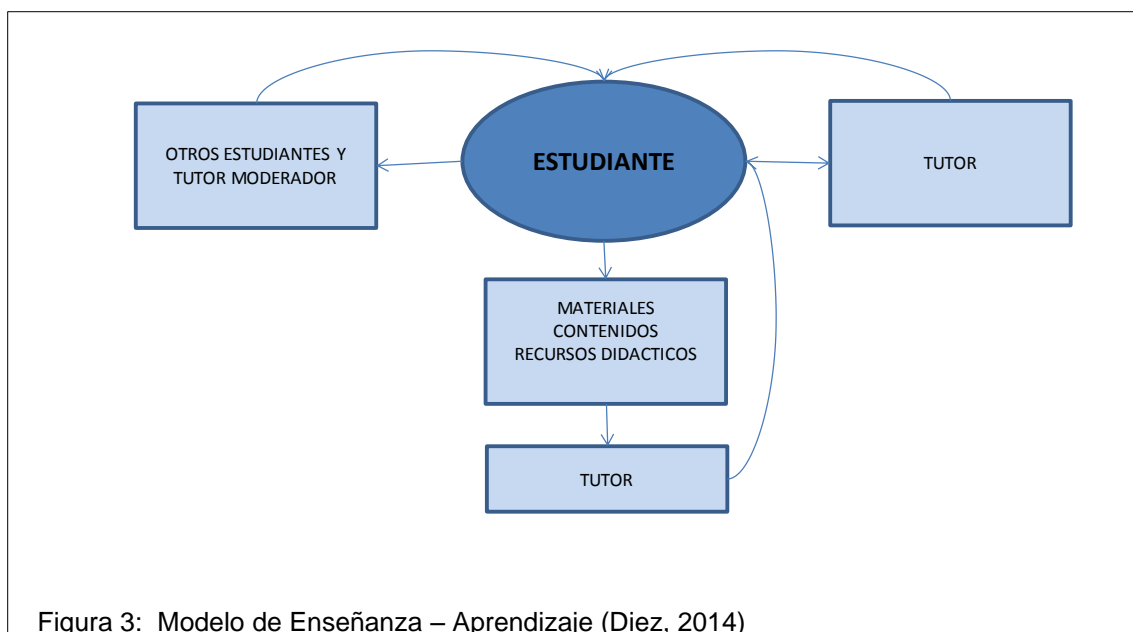 OTROS ESTUDIANTES Y
TUTOR MODERADOR
ESTUDIANTE
TUTOR
MATERIALES
CONTENIDOS
RECURSOS DIDACTICOS
TUTOR
Figura 3: Modelo de Enseñanza – Aprendizaje (Diez, 2014)